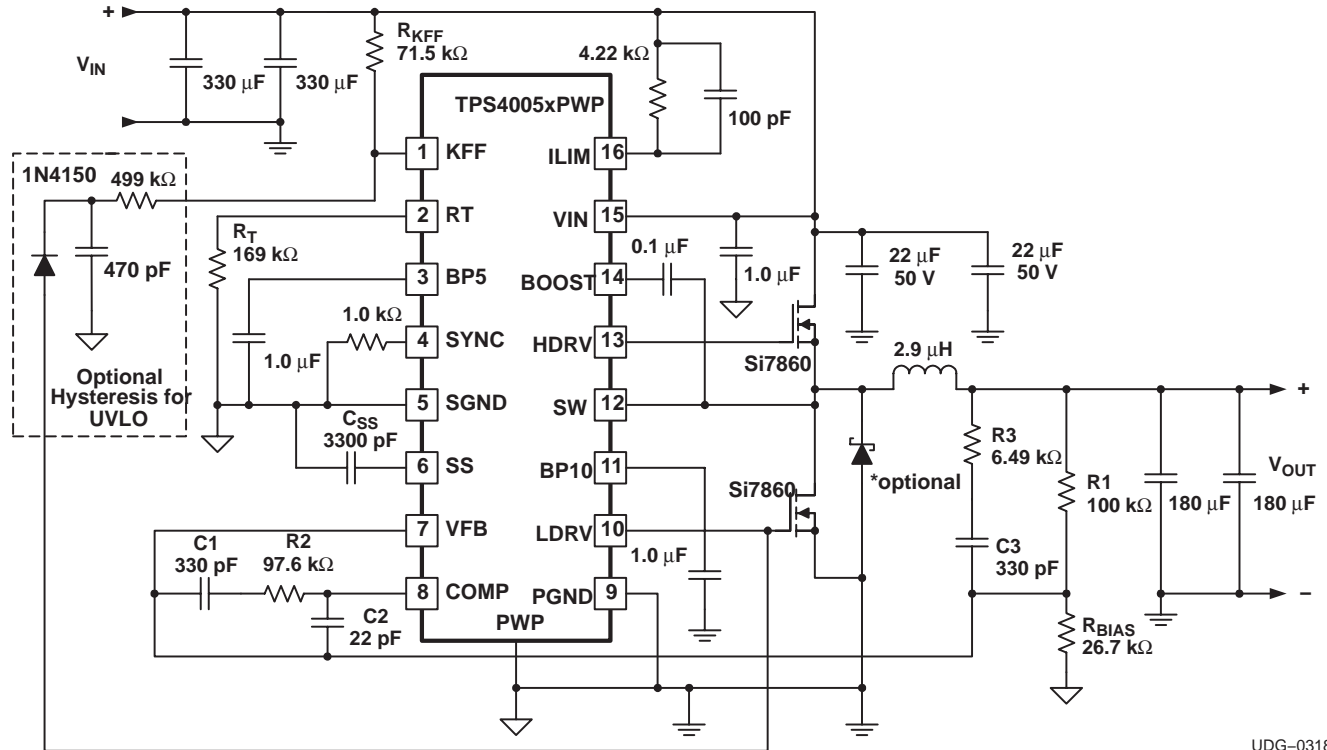 +
V_IN
330 µF
330 µF
R_KFF
71.5 kΩ
4.22 kΩ
100 pF
TPS4005xPWP
1 KFF
2 RT
3 BP5
4 SYNC
5 SGND
6 SS
7 VFB
8 COMP
ILIM 16
VIN 15
BOOST 14
HDRV 13
SW 12
BP10 11
LDRV 10
PGND 9
PWP
1N4150
499 kΩ
470 pF
Optional
Hysteresis for
UVLO
R_T
169 kΩ
1.0 µF
1.0 kΩ
C_SS
3300 pF
C1
330 pF
R2
97.6 kΩ
C2
22 pF
0.1 µF
1.0 µF
22 µF
50 V
22 µF
50 V
Si7860
2.9 µH
Si7860
*optional
1.0 µF
R3
6.49 kΩ
C3
330 pF
R1
100 kΩ
R_BIAS
26.7 kΩ
180 µF
180 µF
+
V_OUT
−
UDG–0318